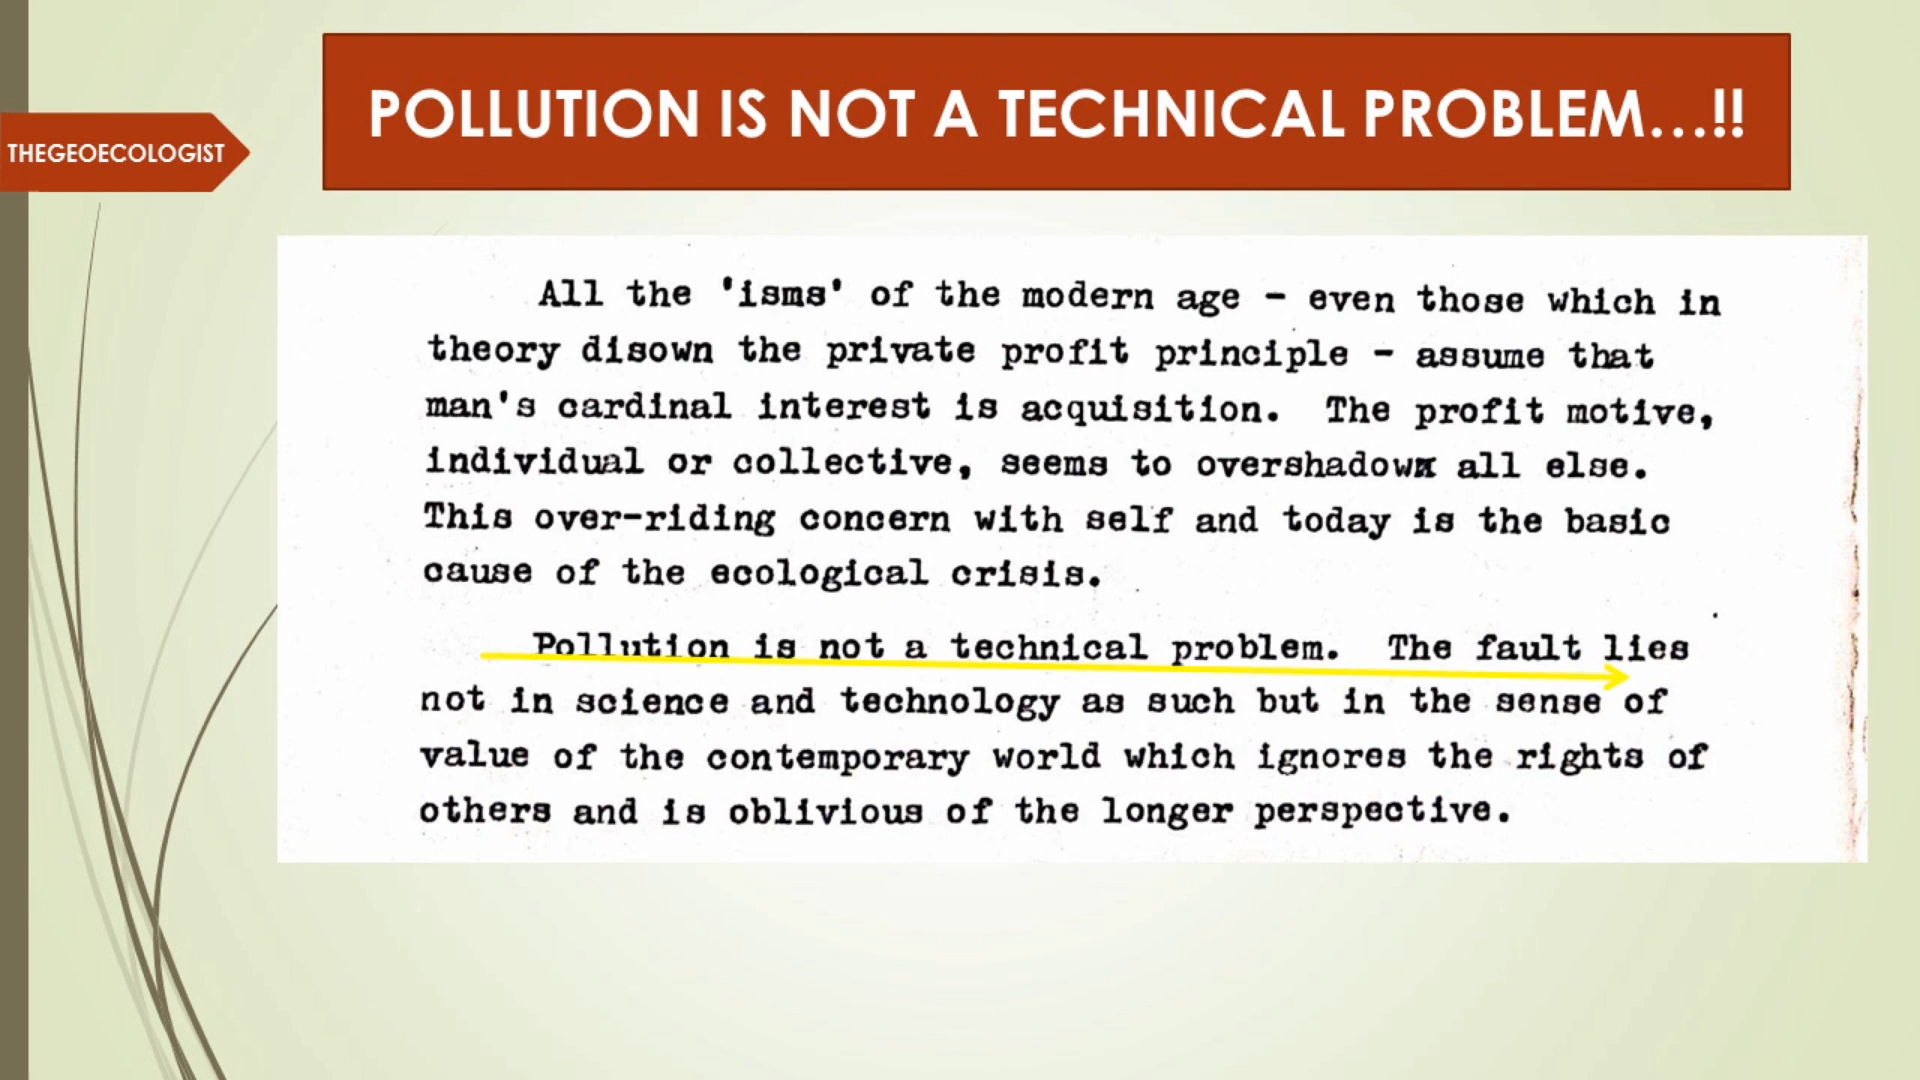 POLLUTION IS NOT A TECHNICAL PROBLEM...!!
THEGEOECOLOGIST
All the 'isms' of the modern age - even those which in
theory disown the private profit principle - assume that
man's cardinal interest is acquisition. The profit motive,
individual or collective, seems to overshadow all else.
This over-riding concern with self and today is the basic
cause of the ecological crisis.
Pollution is not a technical problem. The fault lies
not in science and technology as such but in the sense of
value of the contemporary world which ignores the rights of
others and is oblivious of the longer perspective.